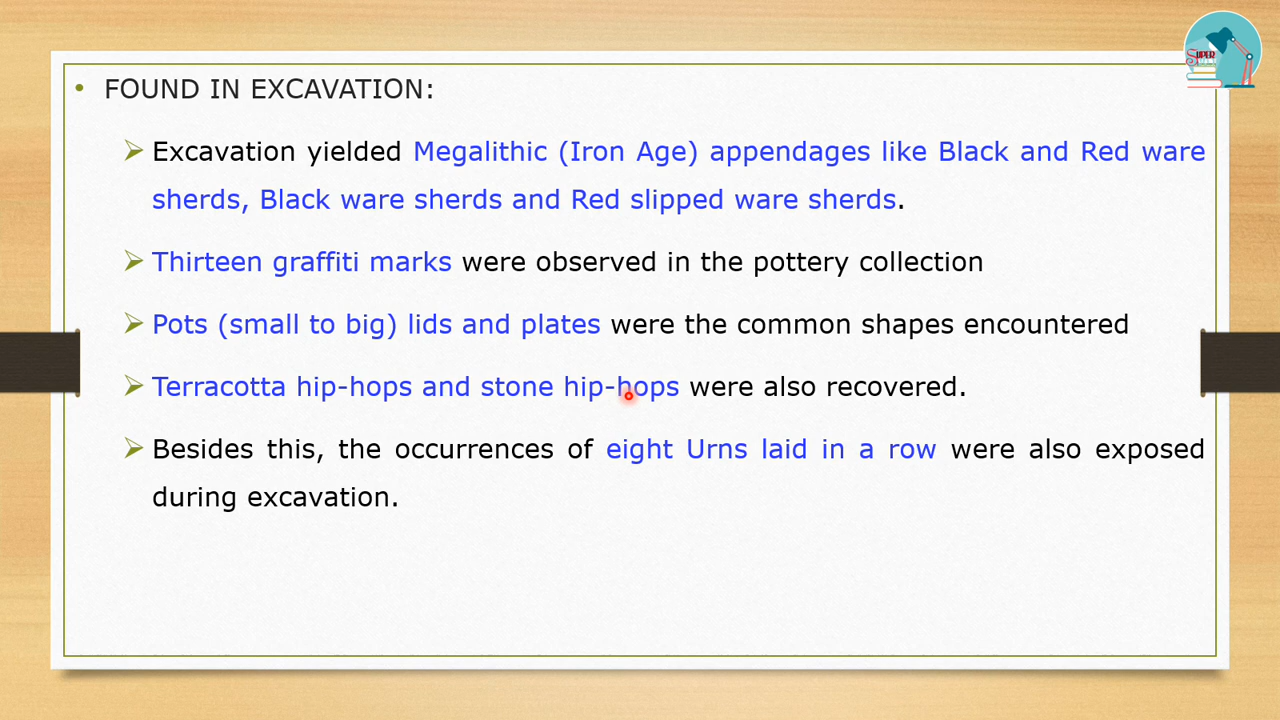 SUPER
• FOUND IN EXCAVATION:
➢ Excavation yielded Megalithic (Iron Age) appendages like Black and Red ware
sherds, Black ware sherds and Red slipped ware sherds.
➢ Thirteen graffiti marks were observed in the pottery collection
➢ Pots (small to big) lids and plates were the common shapes encountered
➢ Terracotta hip-hops and stone hip-hops were also recovered.
➢ Besides this, the occurrences of eight Urns laid in a row were also exposed
during excavation.